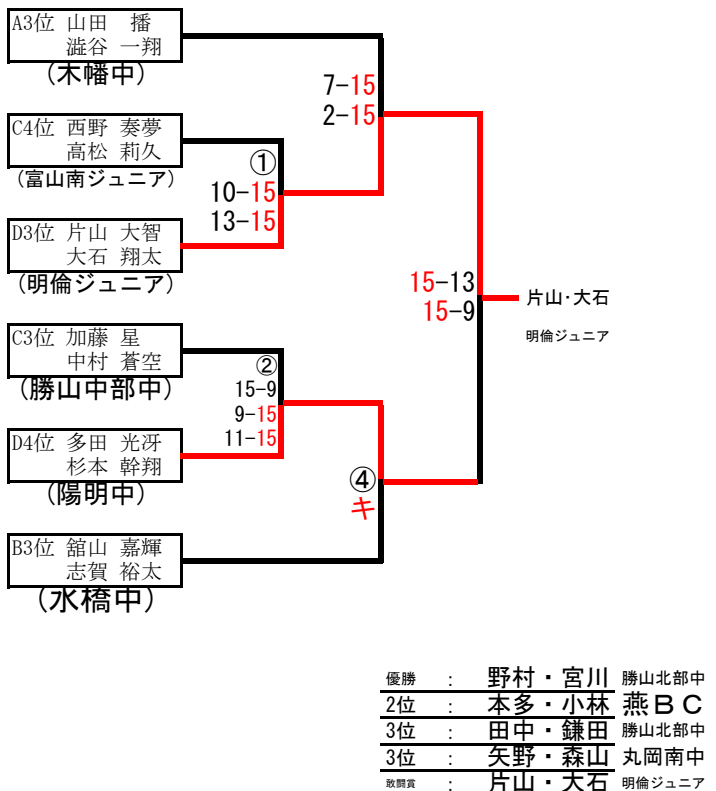 A3位 山田　播
澁谷 一翔
(木幡中)
7-15
2-15
C4位 西野 奏夢
高松 莉久
(富山南ジュニア)
①
10-15
13-15
D3位 片山 大智
大石 翔太
(明倫ジュニア)
15-13
15-9
片山･大石
明倫ジュニア
C3位 加藤 星
中村 蒼空
(勝山中部中)
②
15-9
9-15
11-15
D4位 多田 光冴
杉本 幹翔
(陽明中)
④
キ
B3位 舘山 嘉輝
志賀 裕太
(水橋中)
優勝 : 野村・宮川 勝山北部中
2位 : 本多・小林 燕ＢＣ
3位 : 田中・鎌田 勝山北部中
3位 : 矢野・森山 丸岡南中
敢闘賞 : 片山・大石 明倫ジュニア